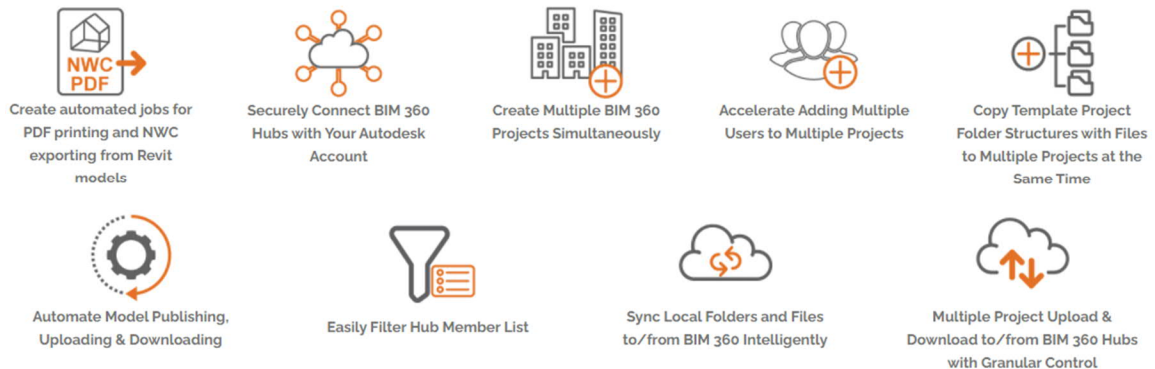 NWC
PDF
Create automated jobs for
PDF printing and NWC
exporting from Revit
models
Securely Connect BIM 360
Hubs with Your Autodesk
Account
Create Multiple BIM 360
Projects Simultaneously
Accelerate Adding Multiple
Users to Multiple Projects
Copy Template Project
Folder Structures with Files
to Multiple Projects at the
Same Time
Automate Model Publishing,
Uploading & Downloading
Easily Filter Hub Member List
Sync Local Folders and Files
to/from BIM 360 Intelligently
Multiple Project Upload &
Download to/from BIM 360 Hubs
with Granular Control